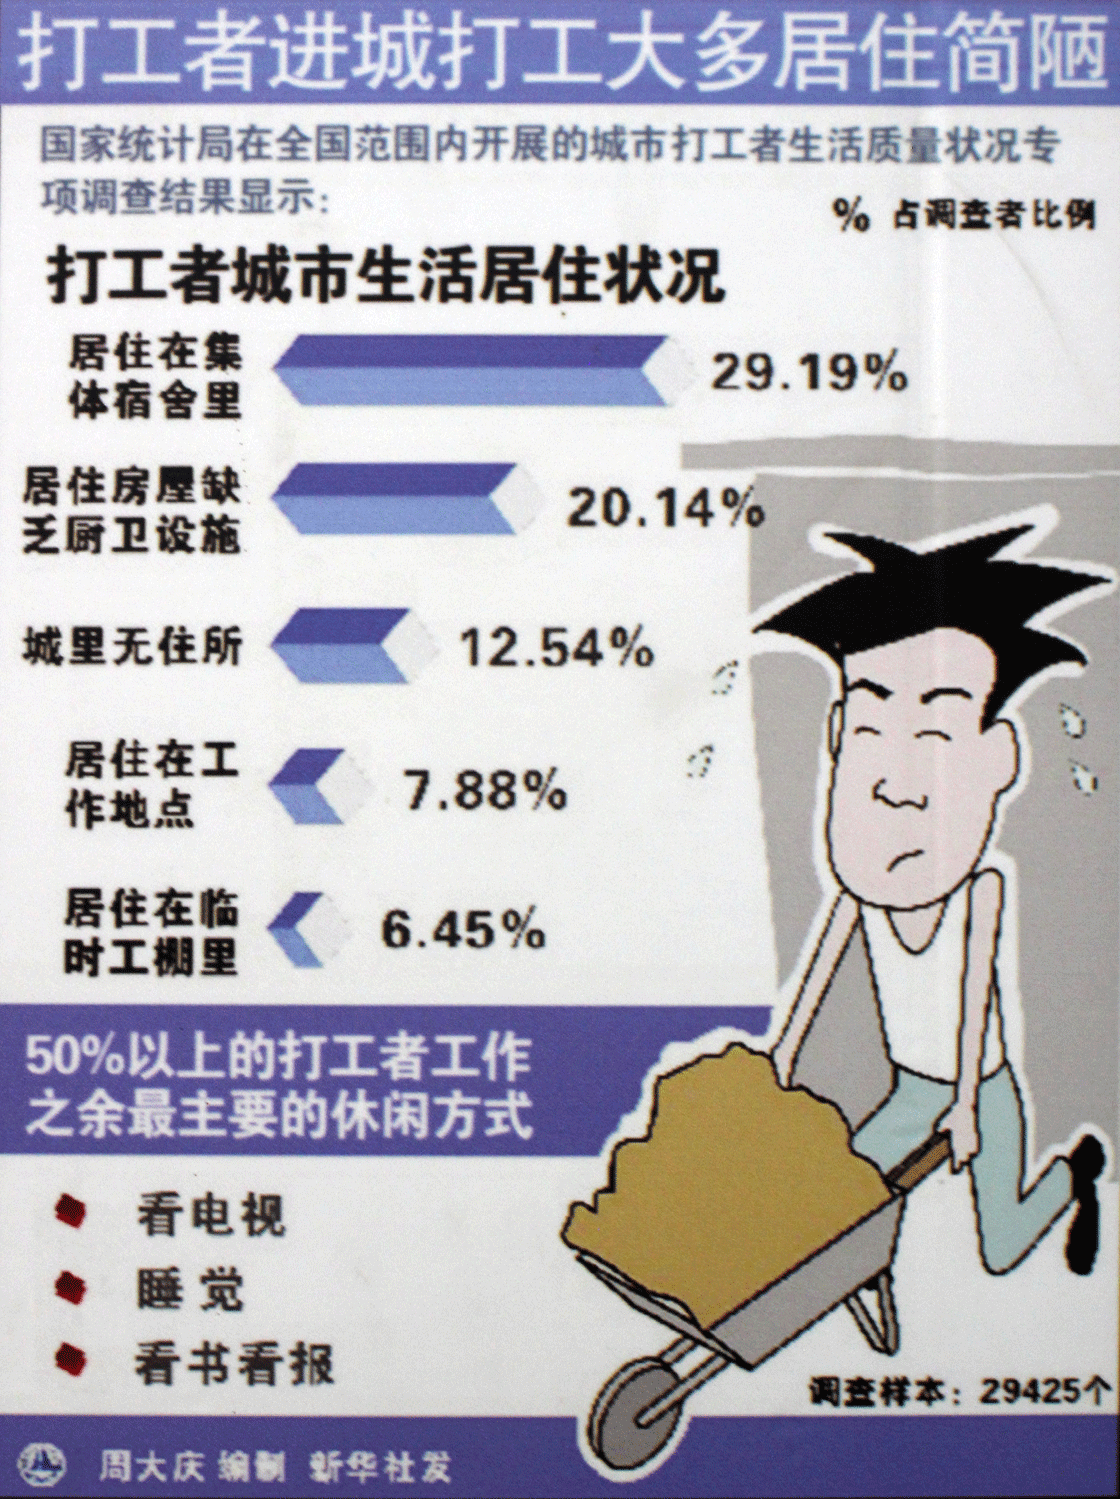 打工者进城打工大多居住简陋
国家统计局在全国范围内开展的城市打工者生活质量状况专
项调查结果显示:
% 占调查者比例
打工者城市生活居住状况
居住在集
体宿舍里
29.19%
居住房屋缺
乏厨卫设施
20.14%
城里无住所
12.54%
居住在工
作地点
7.88%
居住在临
时工棚里
6.45%
50%以上的打工者工作
之余最主要的休闲方式
看电视
睡觉
看书看报
调查样本：29425个
周大庆 编制 新华社发